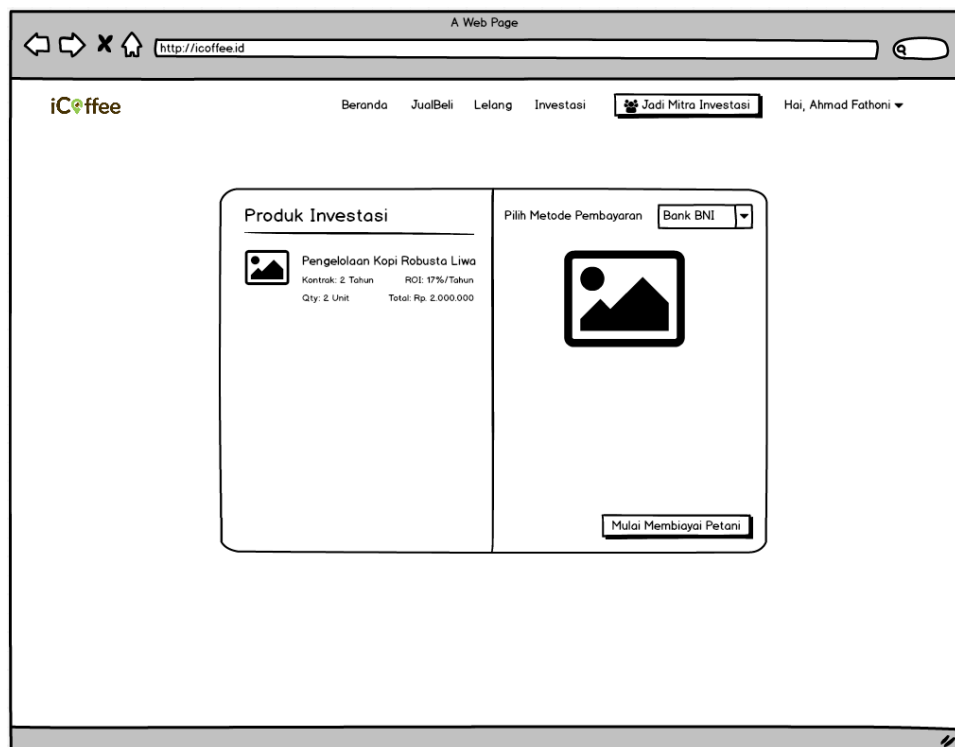 A Web Page
http://icoffee.id
iCoffee
Beranda JualBeli Lelang Investasi Jadi Mitra Investasi Hai, Ahmad Fathoni
Produk Investasi
Pengelolaan Kopi Robusta Liwa
Kontrak: 2 Tahun ROI: 17%/Tahun
Qty: 2 Unit Total: Rp. 2.000.000
Pilih Metode Pembayaran Bank BNI
Mulai Membiayai Petani